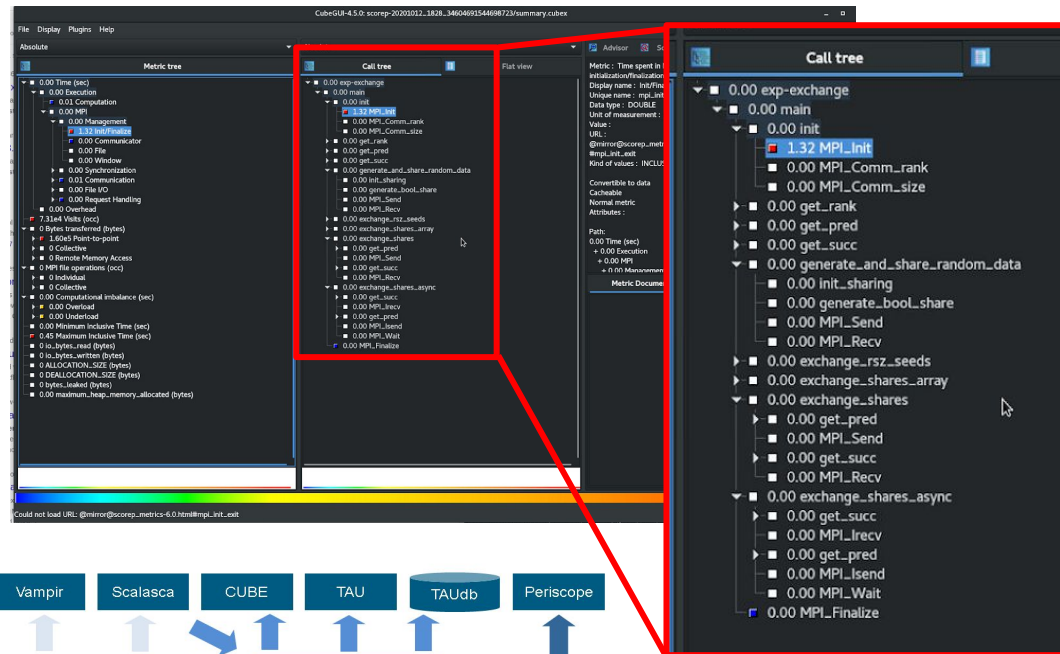 CubeGUI-4.5.0: scorep-20201012_1828_34604691544698723/summary.cubex
File Display Plugins Help
Absolute
Metric tree
0.00 Time (sec)
0.00 Execution
0.01 Computation
0.00 MPI
0.00 Management
1.32 Init/Finalize
0.00 Communicator
0.00 File
0.00 Window
0.00 Synchronization
0.01 Communication
0.00 File I/O
0.00 Request Handling
0.00 Overhead
7.31e4 Visits (occ)
0 Bytes transferred (bytes)
1.60e5 Point-to-point
0 Collective
0 Remote Memory Access
0 MPI file operations (occ)
0 Individual
0 Collective
0.00 Computational imbalance (sec)
0.00 Overload
0.00 Underload
0.00 Minimum Inclusive Time (sec)
0.45 Maximum Inclusive Time (sec)
0 io_bytes_read (bytes)
0 io_bytes_written (bytes)
0 ALLOCATION_SIZE (bytes)
0 DEALLOCATION_SIZE (bytes)
0 bytes_leaked (bytes)
0.00 maximum_heap_memory_allocated (bytes)
Call tree
Flat view
0.00 exp-exchange
0.00 main
0.00 init
1.32 MPI_Init
0.00 MPI_Comm_rank
0.00 MPI_Comm_size
0.00 get_rank
0.00 get_pred
0.00 get_succ
0.00 generate_and_share_random_data
0.00 init_sharing
0.00 generate_bool_share
0.00 MPI_Send
0.00 MPI_Recv
0.00 exchange_rsz_seeds
0.00 exchange_shares_array
0.00 exchange_shares
0.00 get_pred
0.00 MPI_Send
0.00 get_succ
0.00 MPI_Recv
0.00 exchange_shares_async
0.00 get_succ
0.00 MPI_Irecv
0.00 get_pred
0.00 MPI_Isend
0.00 MPI_Wait
0.00 MPI_Finalize
Advisor
Metric : Time spent in
initialization/finalization
Display name : Init/Fina
Unique name : mpi_init
Data type : DOUBLE
Unit of measurement :
Value :
URL :
@mirror@scorep_metr
#mpi_init_exit
Kind of values : INCLUS
Convertible to data
Cacheable
Normal metric
Attributes :
Path:
0.00 Time (sec)
+ 0.00 Execution
+ 0.00 MPI
+ 0.00 Management
Metric Docume
Could not load URL: @mirror@scorep_metrics-6.0.html#mpi_init_exit
Call tree
0.00 exp-exchange
0.00 main
0.00 init
1.32 MPI_Init
0.00 MPI_Comm_rank
0.00 MPI_Comm_size
0.00 get_rank
0.00 get_pred
0.00 get_succ
0.00 generate_and_share_random_data
0.00 init_sharing
0.00 generate_bool_share
0.00 MPI_Send
0.00 MPI_Recv
0.00 exchange_rsz_seeds
0.00 exchange_shares_array
0.00 exchange_shares
0.00 get_pred
0.00 MPI_Send
0.00 get_succ
0.00 MPI_Recv
0.00 exchange_shares_async
0.00 get_succ
0.00 MPI_Irecv
0.00 get_pred
0.00 MPI_Isend
0.00 MPI_Wait
0.00 MPI_Finalize
Vampir Scalasca CUBE TAU TAUdb Periscope